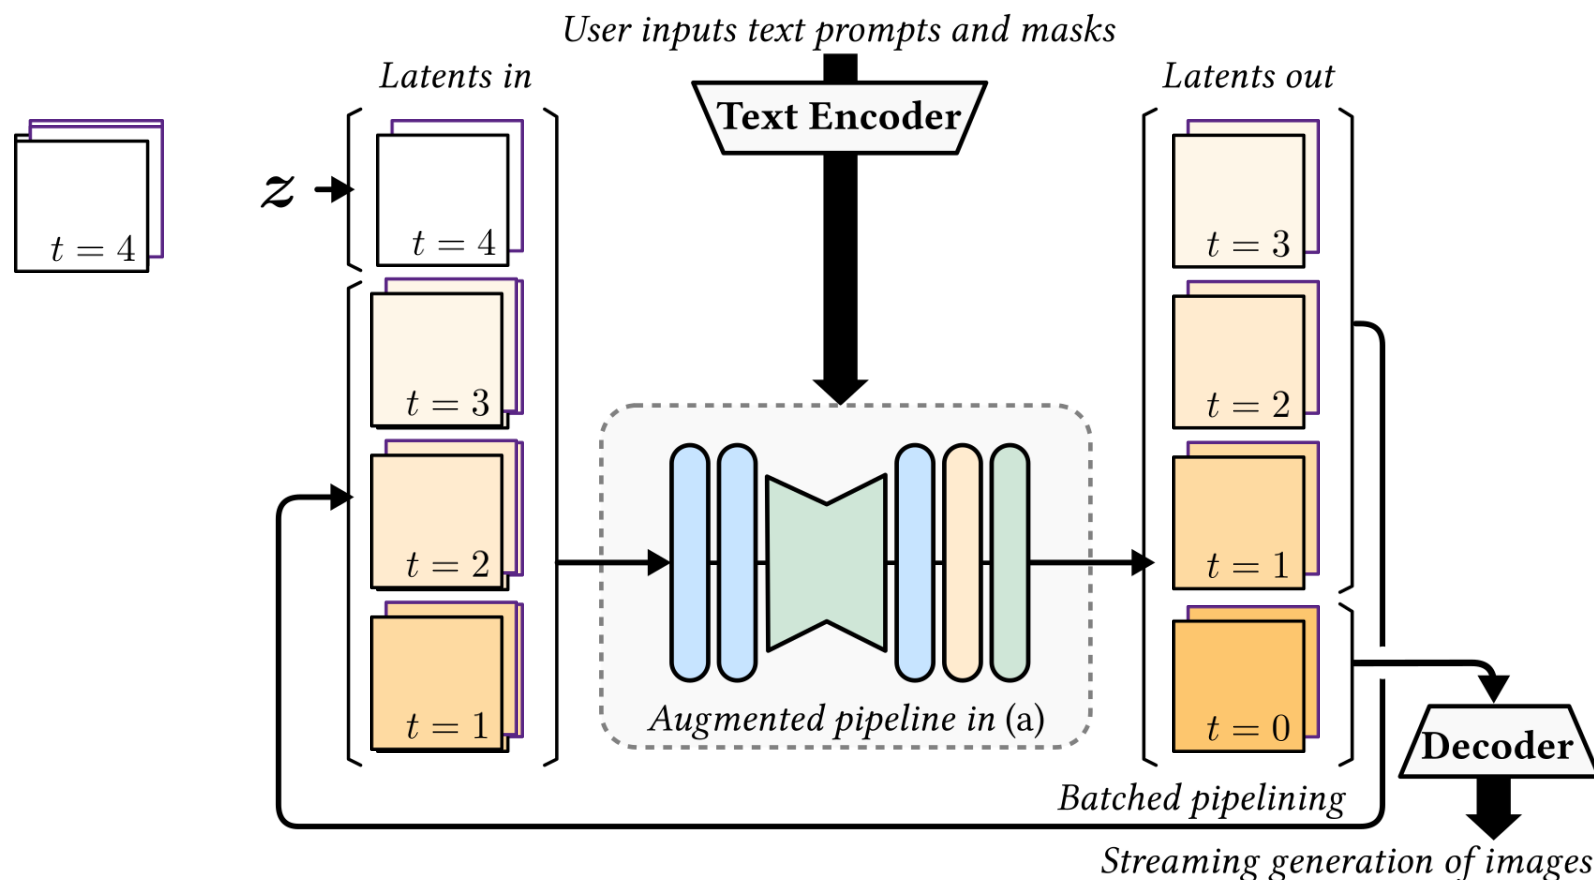 User inputs text prompts and masks
Latents in
Latents out
Text Encoder
z
t = 4
t = 4
t = 3
t = 3
t = 2
t = 2
t = 1
t = 1
t = 0
Augmented pipeline in (a)
Decoder
Batched pipelining
Streaming generation of images